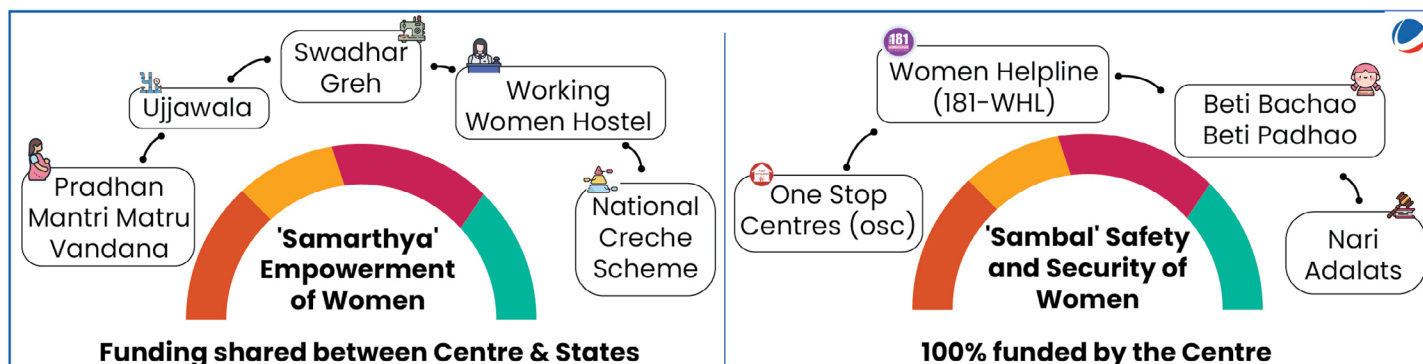 Pradhan
Mantri Matru
Vandana
Ujjawala
Swadhar
Greh
Working
Women Hostel
National
Creche
Scheme
'Samarthya'
Empowerment
of Women
Funding shared between Centre & States
One Stop
Centres (osc)
181
Women Helpline
(181-WHL)
Beti Bachao
Beti Padhao
Nari
Adalats
'Sambal' Safety
and Security of
Women
100% funded by the Centre